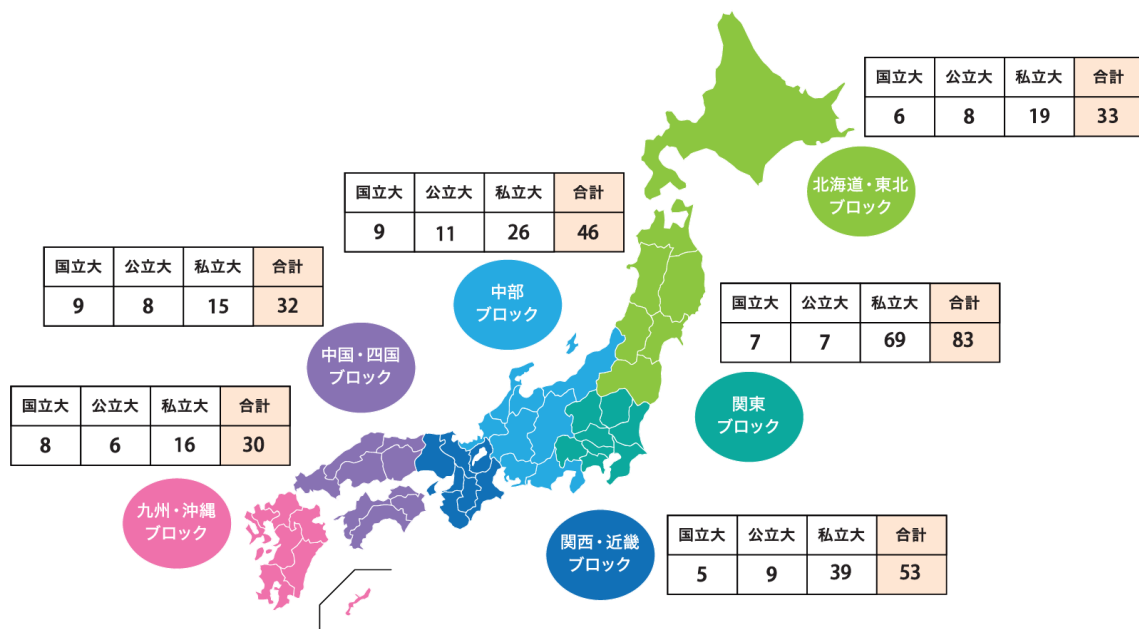 国立大 公立大 私立大 合計
6 8 19 33
北海道・東北
ブロック
国立大 公立大 私立大 合計
9 11 26 46
中部
ブロック
国立大 公立大 私立大 合計
9 8 15 32
中国・四国
ブロック
国立大 公立大 私立大 合計
7 7 69 83
関東
ブロック
国立大 公立大 私立大 合計
8 6 16 30
九州・沖縄
ブロック
国立大 公立大 私立大 合計
5 9 39 53
関西・近畿
ブロック